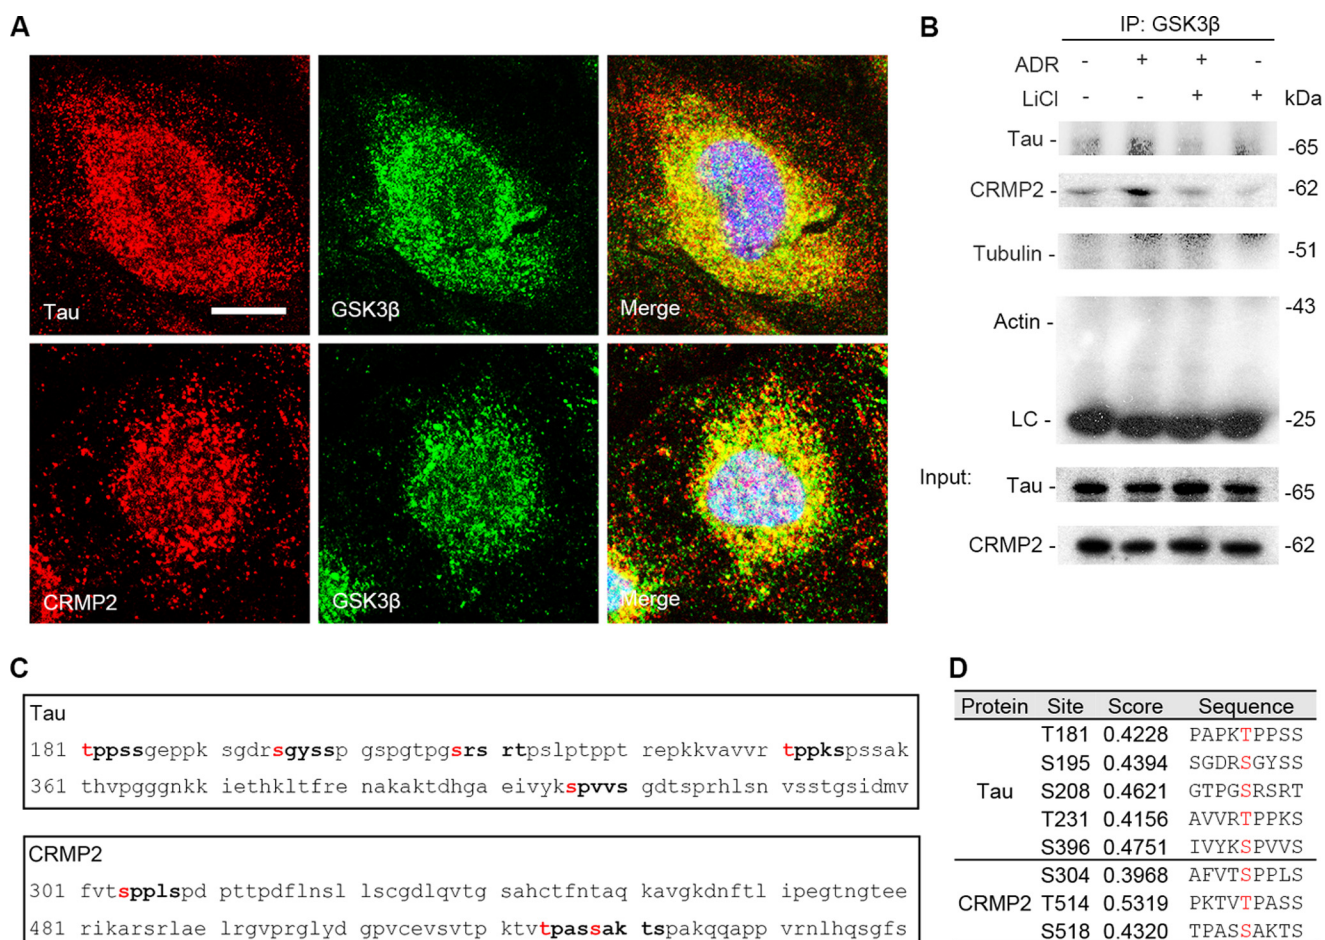 A
Tau
GSK3β
Merge
CRMP2
GSK3β
Merge
B
IP: GSK3β
ADR - + + -
LiCl - - + + kDa
Tau - -65
CRMP2 - -62
Tubulin - -51
Actin - -43
LC - -25
Input: Tau - -65
CRMP2 - -62
C
Tau
181 tppssgeppk sgdrsgyssp gspgtpgsrs rtpslptppt trepkkvavvr tppkspssak
361 thvpgggnkk iethkltfre nakaktdhga eivykspvvs gdtsprhlsn vsstgsidmv
CRMP2
301 fvtspplspd pttpdflnsl lscgdlqvtg sahctfntaq kavgkdnftl ipegtngtee
481 rikarsrlae lrgvprglyd gpvcevsvtp ktvtpassak tspakqqapp vrnlhqsgfs
D
Protein Site Score Sequence
Tau T181 0.4228 PAPKTPPSS
S195 0.4394 SGDRSGYSS
S208 0.4621 GTPGSRSRT
T231 0.4156 AVVRTPPKS
S396 0.4751 IVYKSPVVS
CRMP2 S304 0.3968 AFVTSPPLS
T514 0.5319 PKTVTPASS
S518 0.4320 TPASSAKTS